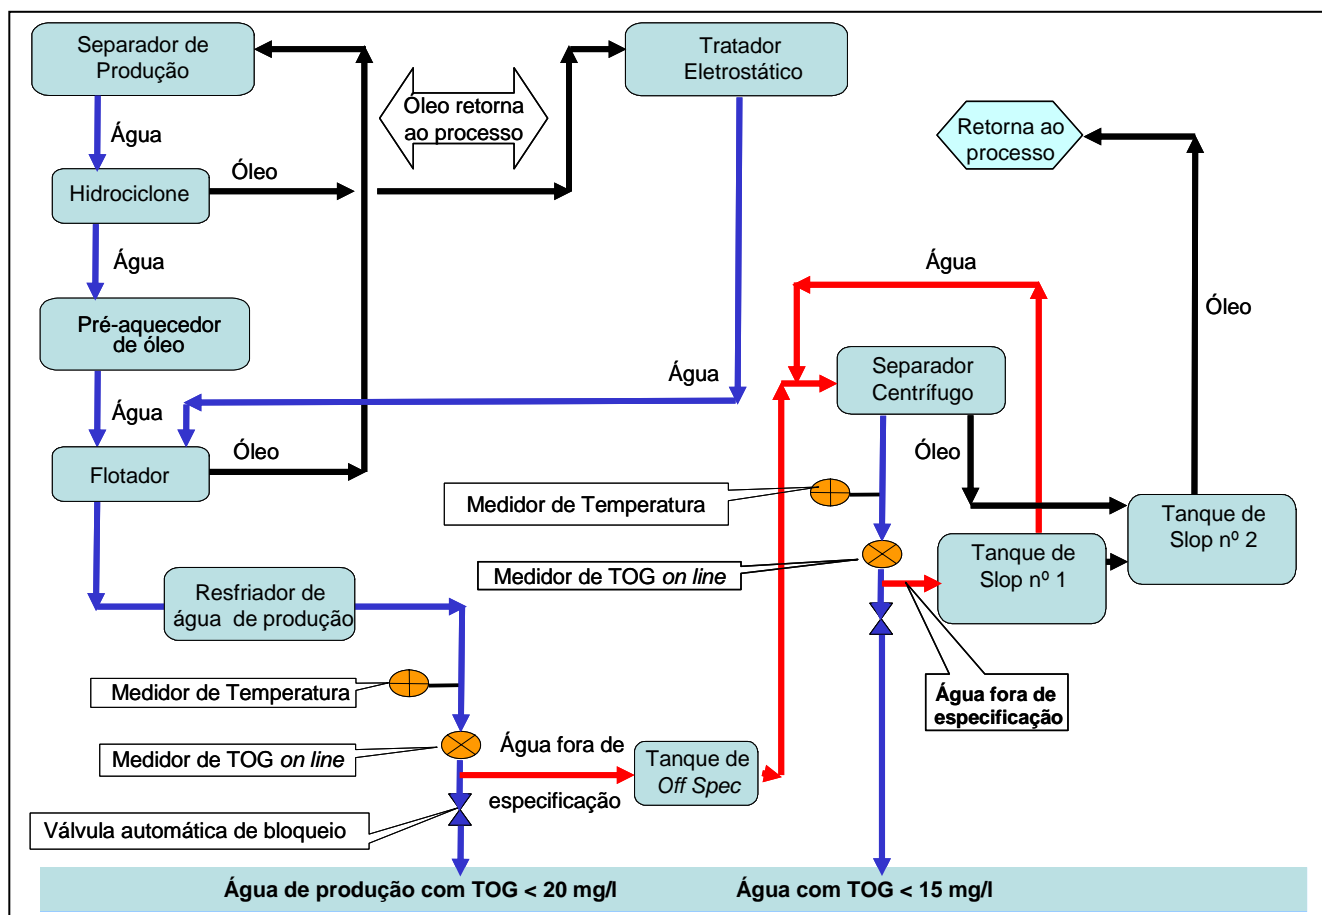 Separador de
Produção
Tratador
Eletrostático
Óleo retorna
ao processo
Retorna ao
processo
Água
Óleo
Hidrociclone
Água
Água
Óleo
Pré-aquecedor
de óleo
Separador
Centrífugo
Água
Água
Óleo
Óleo
Flotador
Medidor de Temperatura
Tanque de
Slop nº 2
Tanque de
Slop nº 1
Medidor de TOG on line
Resfriador de
água de produção
Medidor de Temperatura
Água fora de
especificação
Medidor de TOG on line
Água fora de
especificação
Tanque de
Off Spec
Válvula automática de bloqueio
Água de produção com TOG < 20 mg/l
Água com TOG < 15 mg/l